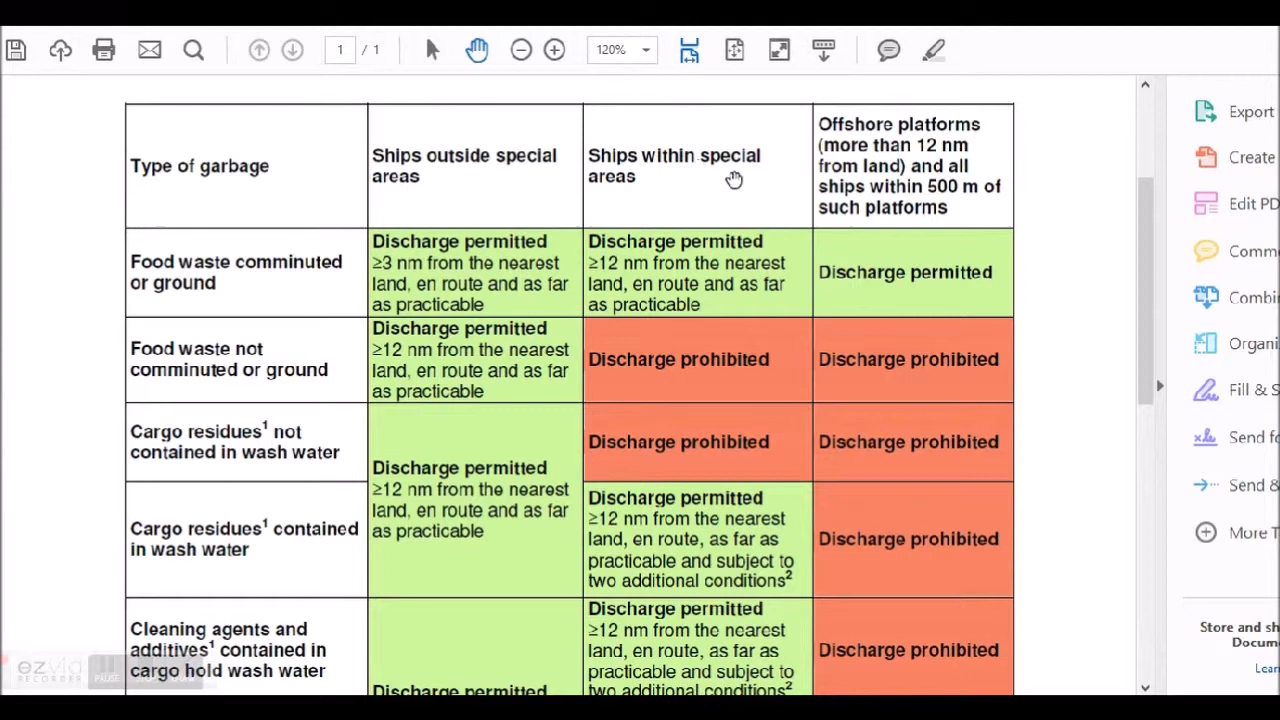 1 / 1
120%
Type of garbage
Ships outside special
areas
Ships within special
areas
Offshore platforms
(more than 12 nm
from land) and all
ships within 500 m of
such platforms
Food waste comminuted
or ground
Discharge permitted
≥3 nm from the nearest
land, en route and as far
as practicable
Discharge permitted
≥12 nm from the nearest
land, en route and as far
as practicable
Discharge permitted
Food waste not
comminuted or ground
Discharge permitted
≥12 nm from the nearest
land, en route and as far
as practicable
Discharge prohibited
Discharge prohibited
Cargo residues¹ not
contained in wash water
Discharge permitted
≥12 nm from the nearest
land, en route and as far
as practicable
Discharge prohibited
Discharge prohibited
Cargo residues¹ contained
in wash water
Discharge permitted
≥12 nm from the nearest
land, en route, as far as
practicable and subject to
two additional conditions²
Discharge prohibited
Cleaning agents and
additives¹ contained in
cargo hold wash water
Discharge permitted
Discharge permitted
≥12 nm from the nearest
land, en route, as far as
practicable and subject to
two additional conditions²
Discharge prohibited
Export
Create
Edit PD
Comm
Combi
Organi
Fill & S
Send fo
Send &
More T
Store and sh
Docum
Lea
ezvid
RECORDER
PAUSE